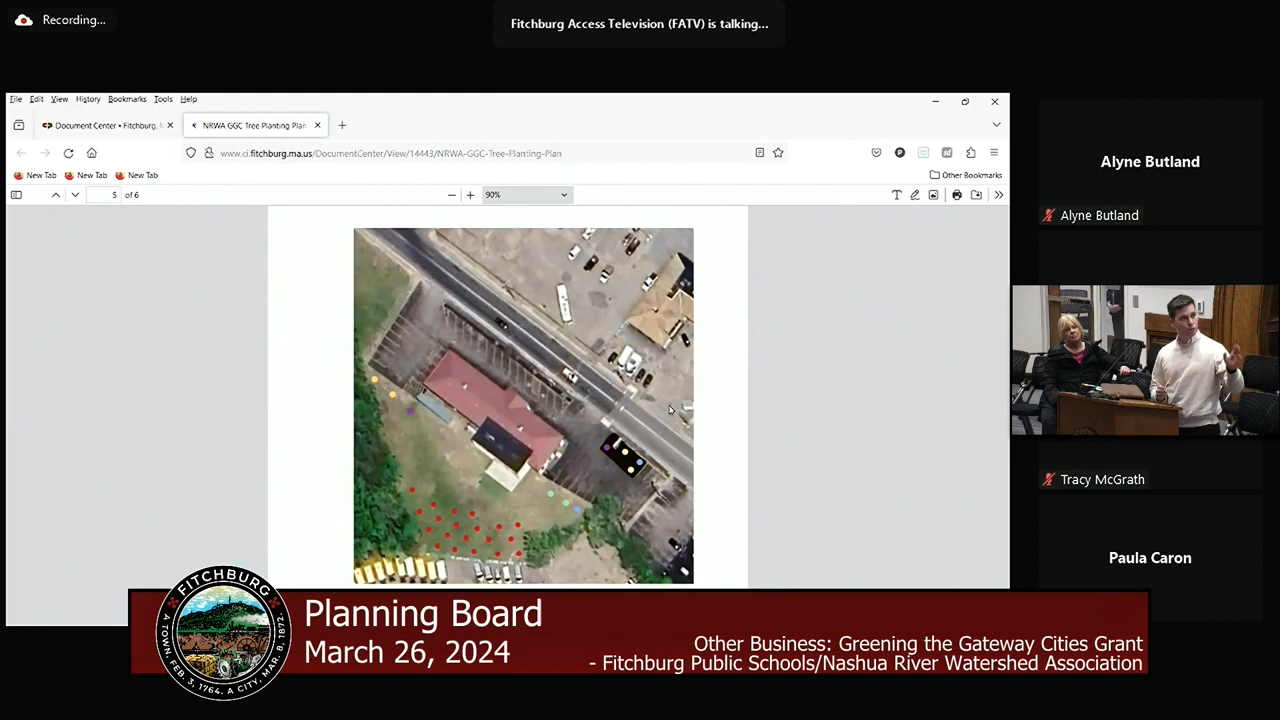 Recording...
Fitchburg Access Television (FATV) is talking...
File Edit View History Bookmarks Tools Help
Document Center • Fitchburg, M
NRWA GGC Tree Planting Plan
www.ci.fitchburg.ma.us/DocumentCenter/View/14443/NRWA-GGC-Tree-Planting-Plan
New Tab New Tab New Tab
Other Bookmarks
5 of 6
90%
Alyne Butland
Alyne Butland
Tracy McGrath
Paula Caron
FITCHBURG
A TOWN, FEB. 3, 1764. A CITY, MAR. 8, 1872.
Planning Board
March 26, 2024
Other Business: Greening the Gateway Cities Grant
- Fitchburg Public Schools/Nashua River Watershed Association